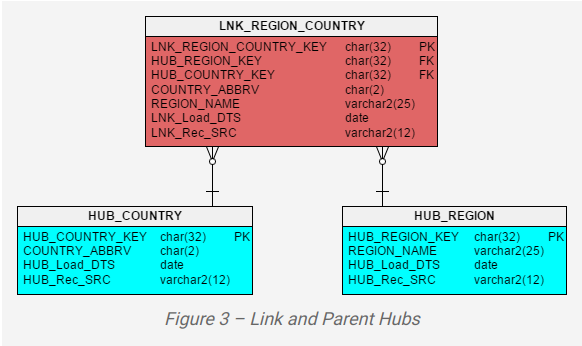 LNK_REGION_COUNTRY
LNK_REGION_COUNTRY_KEY char(32) PK
HUB_REGION_KEY char(32) FK
HUB_COUNTRY_KEY char(32) FK
COUNTRY_ABBRV char(2)
REGION_NAME varchar2(25)
LNK_Load_DTS date
LNK_Rec_SRC varchar2(12)
HUB_COUNTRY
HUB_COUNTRY_KEY char(32) PK
COUNTRY_ABBRV char(2)
HUB_Load_DTS date
HUB_Rec_SRC varchar2(12)
HUB_REGION
HUB_REGION_KEY char(32) PK
REGION_NAME varchar2(25)
HUB_Load_DTS date
HUB_Rec_SRC varchar2(12)
Figure 3 – Link and Parent Hubs